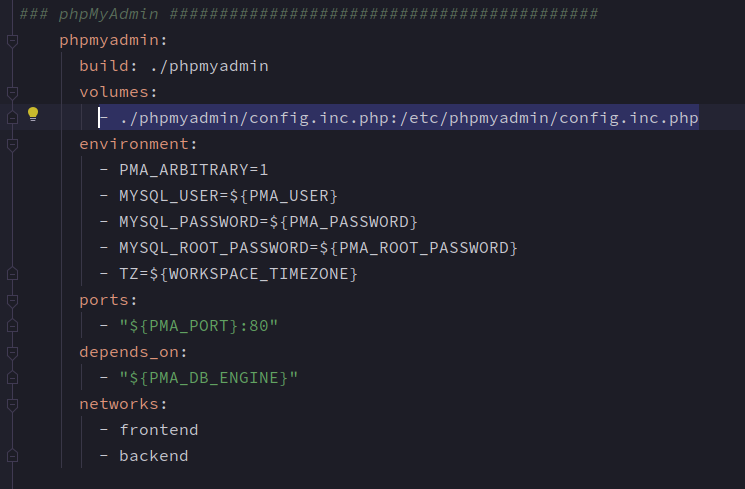 ### phpMyAdmin ###########################################
phpmyadmin:
build: ./phpmyadmin
volumes:
- ./phpmyadmin/config.inc.php:/etc/phpmyadmin/config.inc.php
environment:
- PMA_ARBITRARY=1
- MYSQL_USER=${PMA_USER}
- MYSQL_PASSWORD=${PMA_PASSWORD}
- MYSQL_ROOT_PASSWORD=${PMA_ROOT_PASSWORD}
- TZ=${WORKSPACE_TIMEZONE}
ports:
- "${PMA_PORT}:80"
depends_on:
- "${PMA_DB_ENGINE}"
networks:
- frontend
- backend